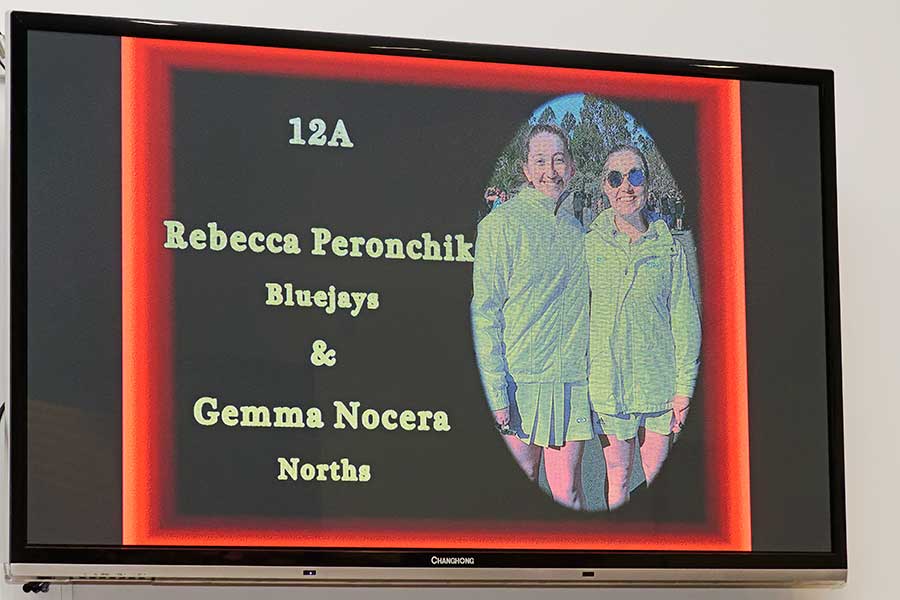 12A
Rebecca Peronchik
Bluejays
&
Gemma Nocera
Norths
CHANGHONG